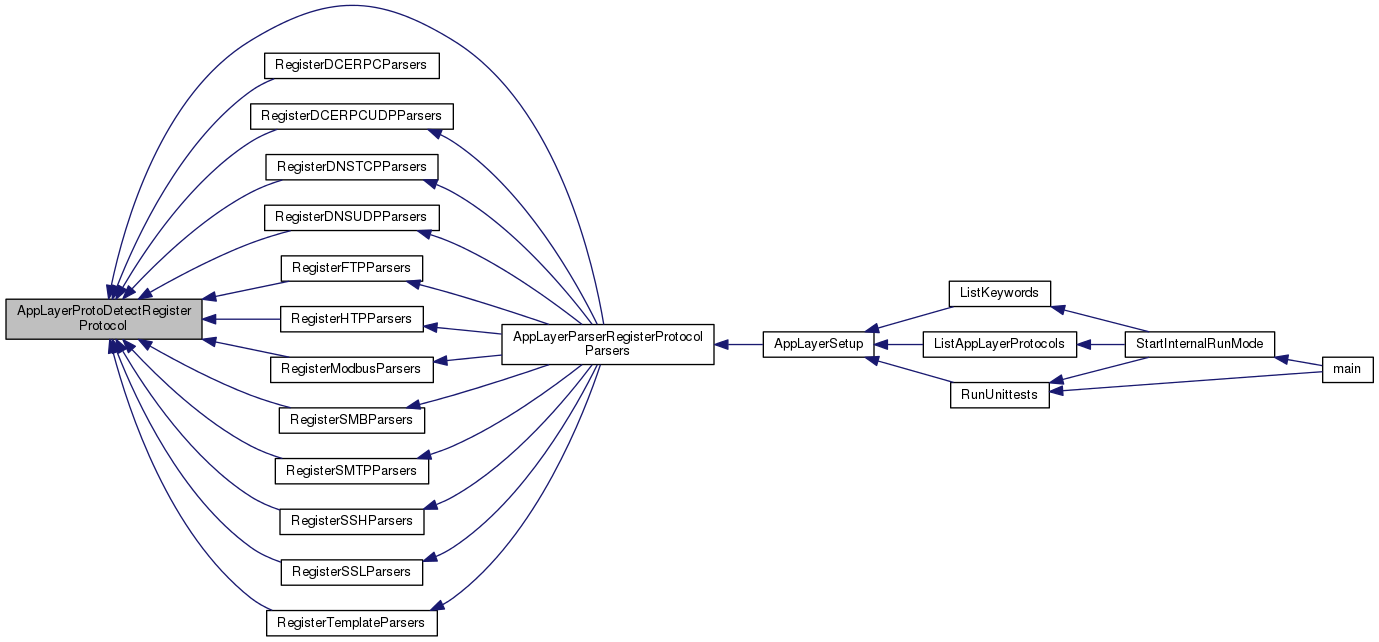 AppLayerProtoDetectRegister
Protocol
RegisterDCERPCParsers
RegisterDCERPCUDPParsers
RegisterDNSTCPParsers
RegisterDNSUDPParsers
RegisterFTPParsers
RegisterHTPParsers
RegisterModbusParsers
RegisterSMBParsers
RegisterSMTPParsers
RegisterSSHParsers
RegisterSSLParsers
RegisterTemplateParsers
AppLayerParserRegisterProtocol
Parsers
AppLayerSetup
ListKeywords
ListAppLayerProtocols
RunUnittests
StartInternalRunMode
main